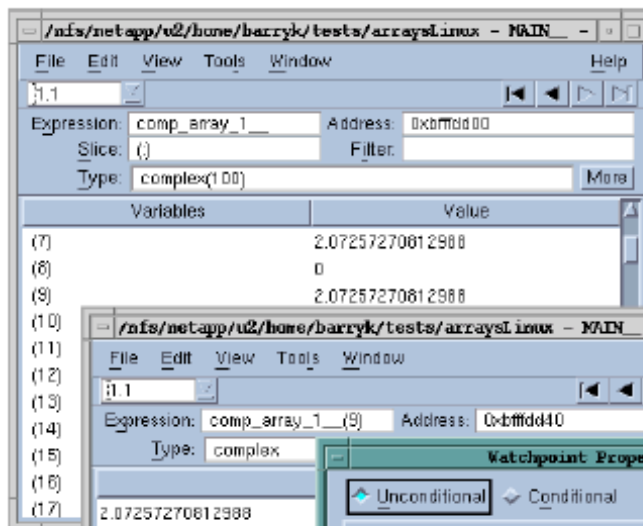 /nfs/netapp/u2/home/barryk/tests/arraysLinux - MAIN__ -
File Edit View Tools Window Help
1.1
Expression: comp_array_1__ Address: 0xbfffdd00
Slice: (:) Filter:
Type: complex(100) More
Variables Value
(7) 2.07257270812988
(8) 0
(9) 2.07257270812988
(10)
(11)
(12)
(13)
(14)
(15)
(16)
(17)
/nfs/netapp/u2/home/barryk/tests/arraysLinux - MAIN__
File Edit View Tools Window
1.1
Expression: comp_array_1__(9) Address: 0xbfffdd40
Type: complex
2.07257270812988
Watchpoint Prope
Unconditional Conditional